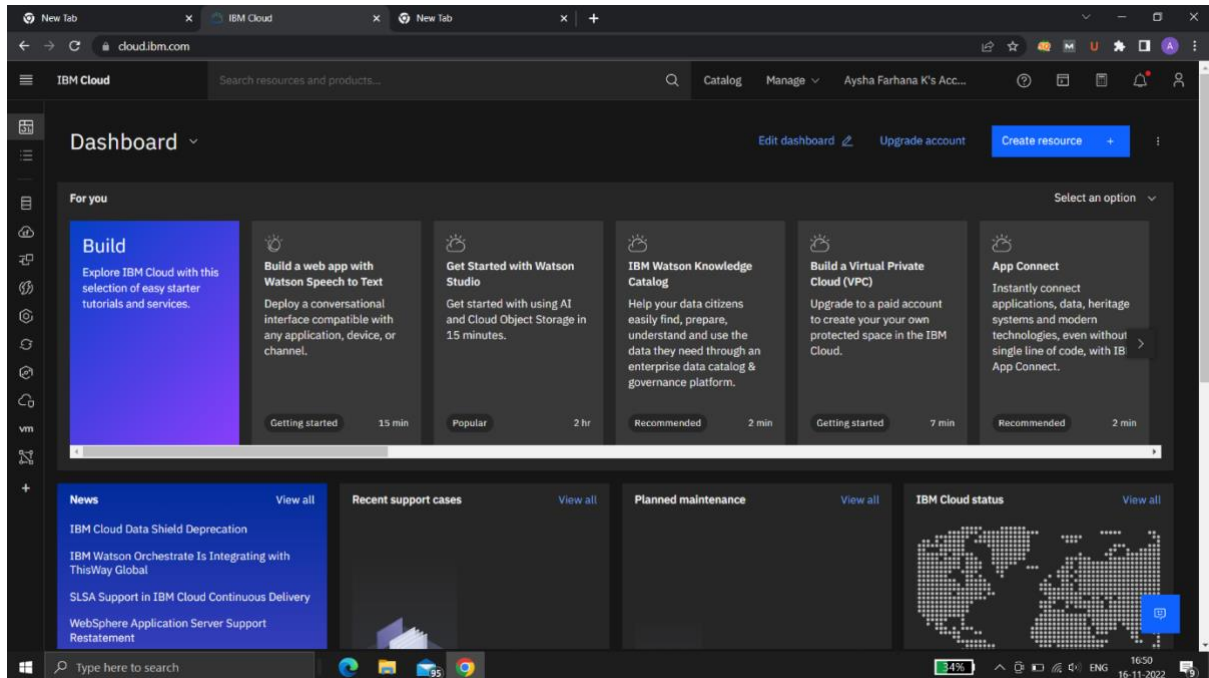 New Tab
IBM Cloud
New Tab
cloud.ibm.com
M
U
A
IBM Cloud
Search resources and products...
Catalog
Manage
Aysha Farhana K's Acc...
Dashboard
Edit dashboard
Upgrade account
Create resource +
For you
Select an option
Build
Explore IBM Cloud with this
selection of easy starter
tutorials and services.
Build a web app with
Watson Speech to Text
Deploy a conversational
interface compatible with
any application, device, or
channel.
Getting started 15 min
Get Started with Watson
Studio
Get started with using AI
and Cloud Object Storage in
15 minutes.
Popular 2 hr
IBM Watson Knowledge
Catalog
Help your data citizens
easily find, prepare,
understand and use the
data they need through an
enterprise data catalog &
governance platform.
Recommended 2 min
Build a Virtual Private
Cloud (VPC)
Upgrade to a paid account
to create your your own
protected space in the IBM
Cloud.
Getting started 7 min
App Connect
Instantly connect
applications, data, heritage
systems and modern
technologies, even without
single line of code, with IB
App Connect.
Recommended 2 min
vm
News View all
IBM Cloud Data Shield Deprecation
IBM Watson Orchestrate Is Integrating with
ThisWay Global
SLSA Support in IBM Cloud Continuous Delivery
WebSphere Application Server Support
Restatement
Recent support cases View all
Planned maintenance View all
IBM Cloud status View all
Type here to search
95
34%
ENG
16:50
16-11-2022
9